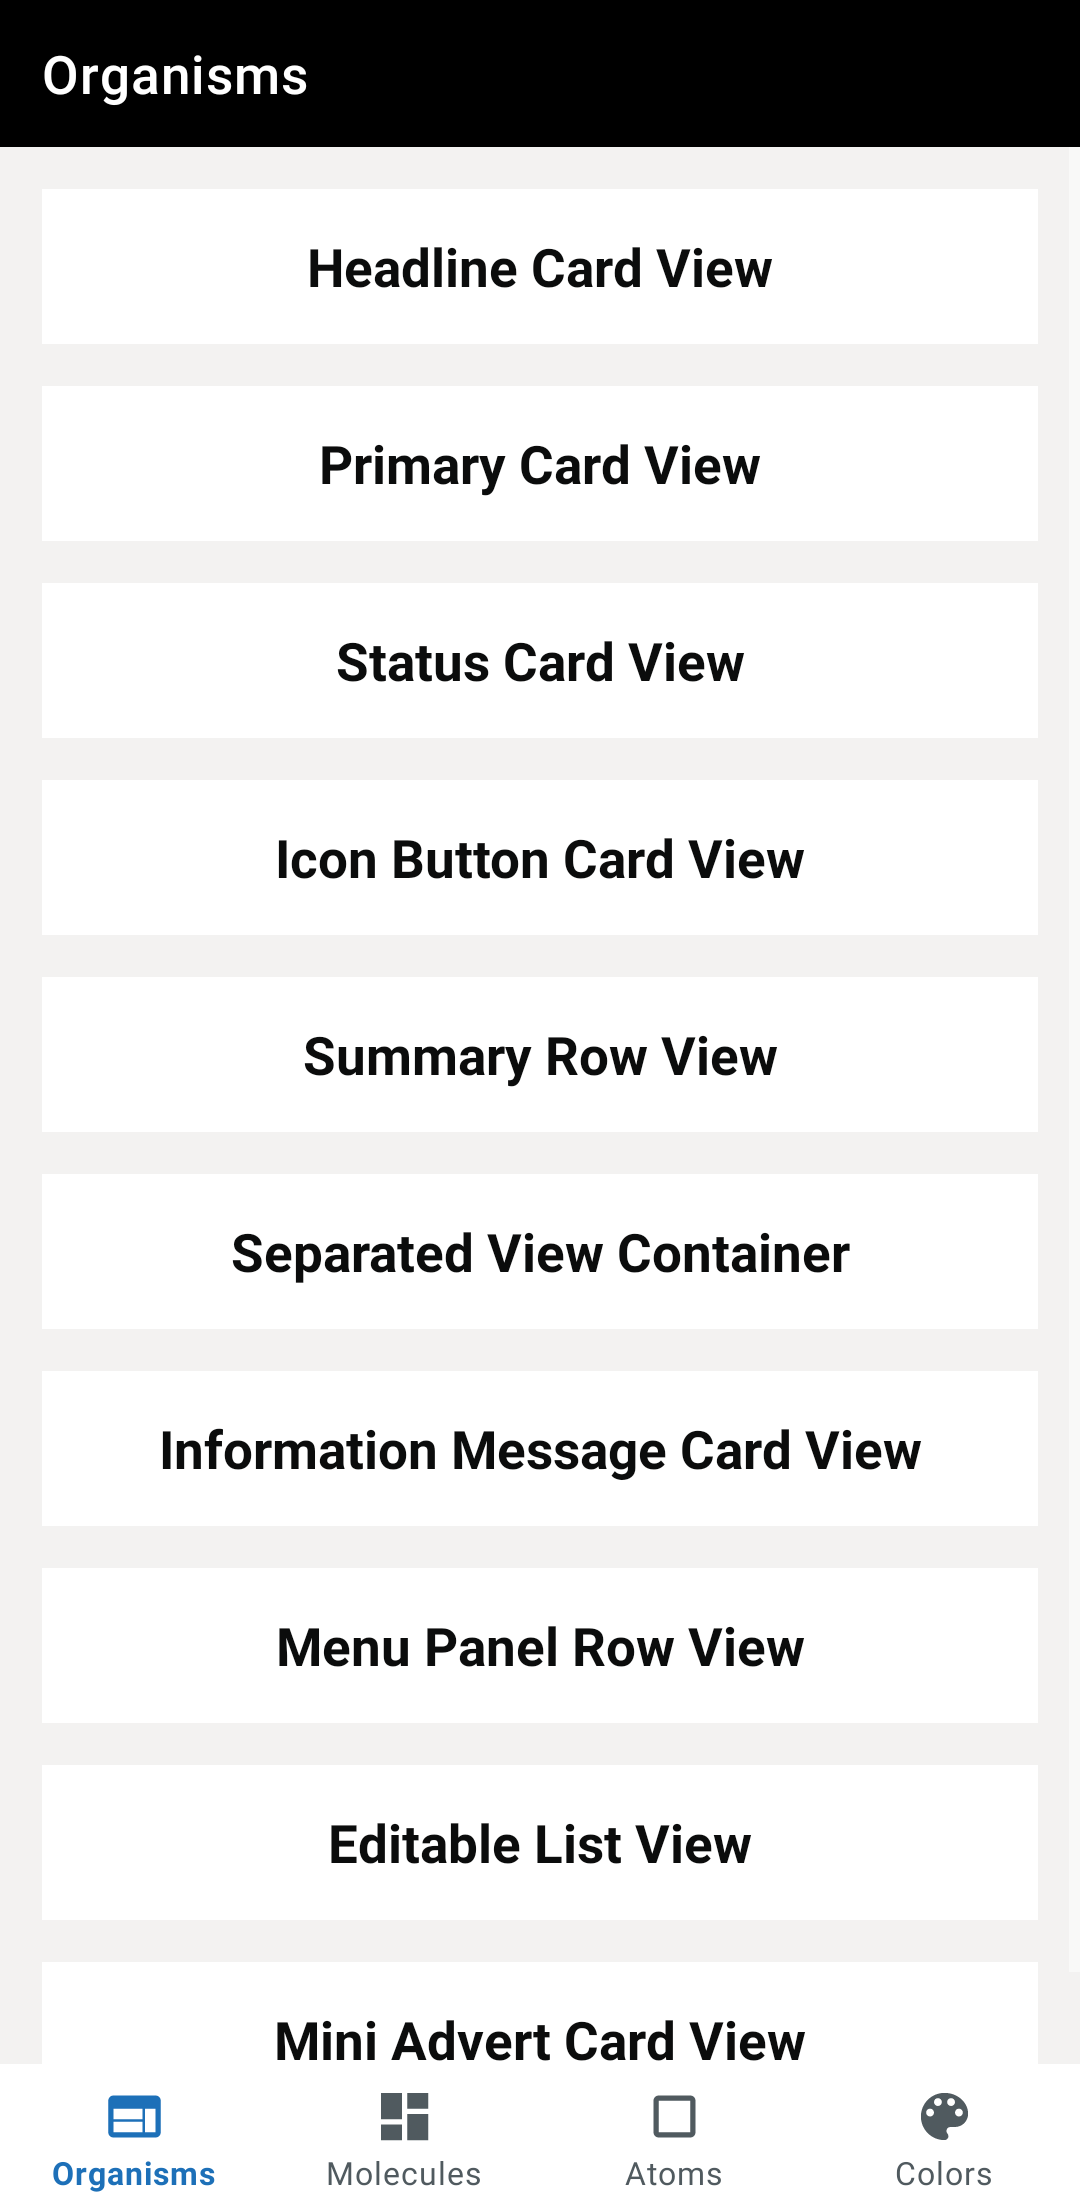 Organisms
Headline Card View
Primary Card View
Status Card View
Icon Button Card View
Summary Row View
Separated View Container
Information Message Card View
Menu Panel Row View
Editable List View
Mini Advert Card View
Organisms
Molecules
Atoms
Colors